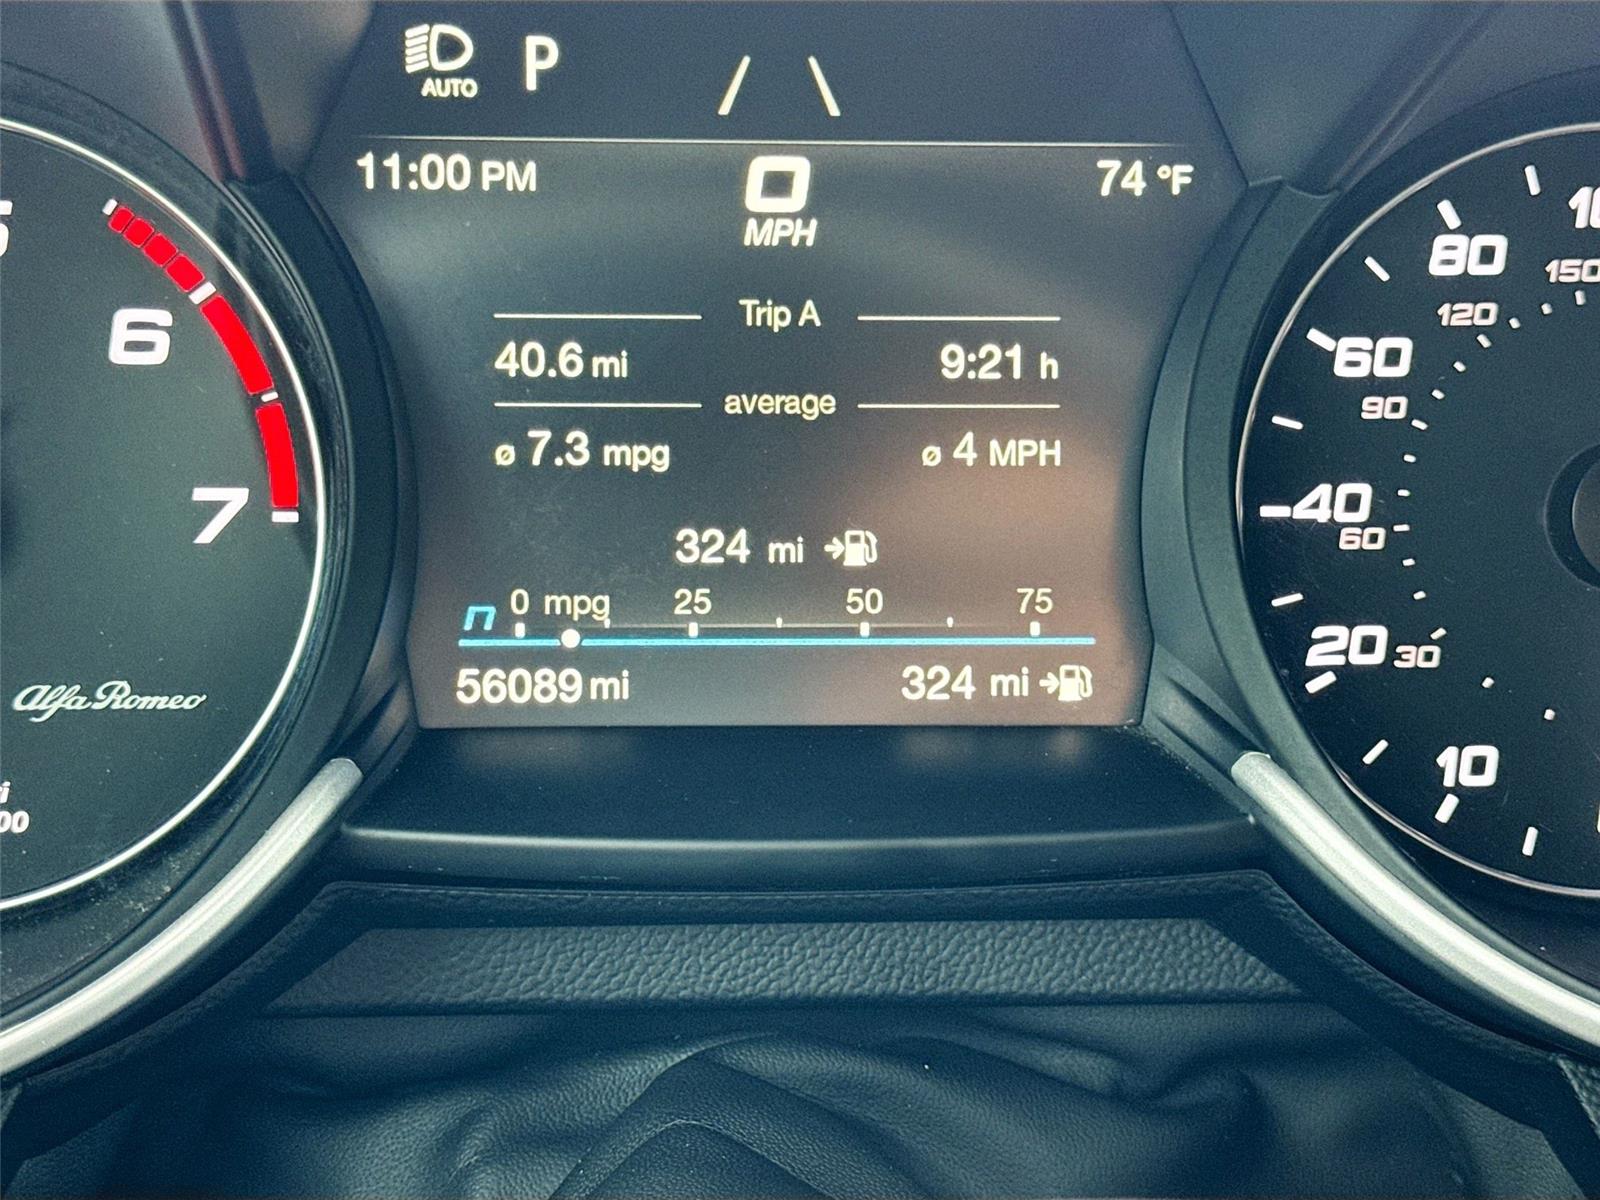 AUTO P
11:00 PM 0 74 °F
MPH
Trip A
40.6 mi 9:21 h
average
ø 7.3 mpg ø 4 MPH
324 mi
0 mpg 25 50 75
n
56089 mi 324 mi
6
7
Alfa Romeo
80
150
120
60
90
40
60
20 30
10